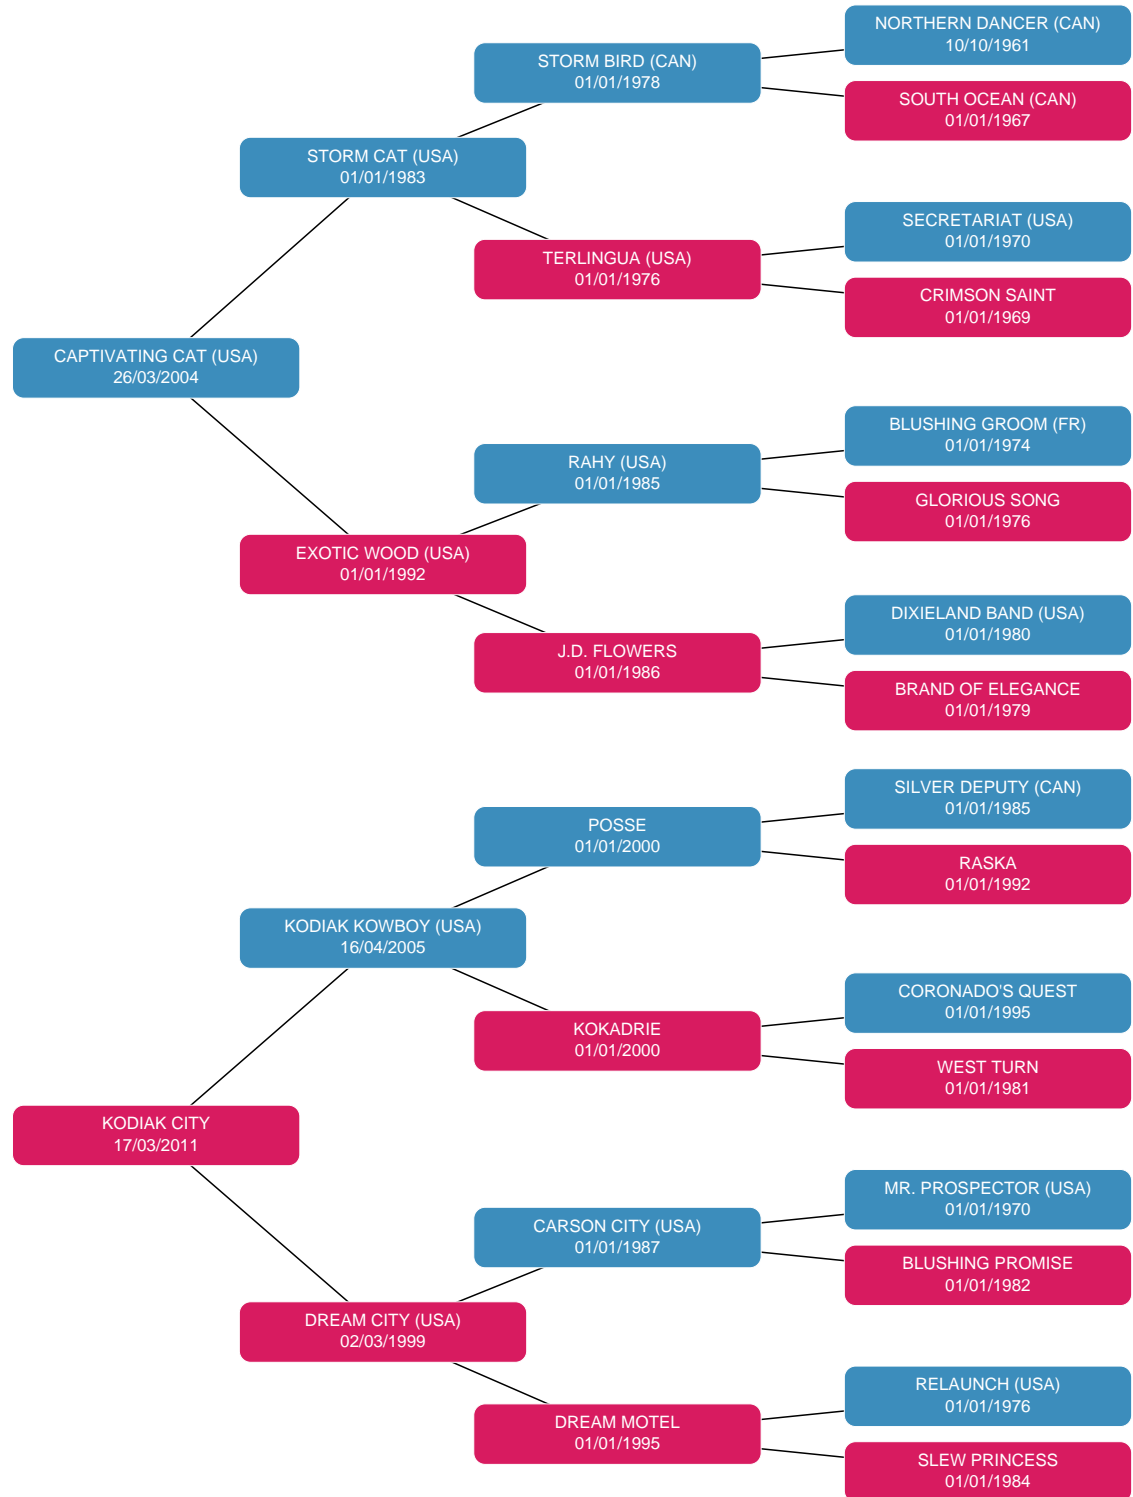 NORTHERN DANCER (CAN)
10/10/1961
STORM BIRD (CAN)
01/01/1978
SOUTH OCEAN (CAN)
01/01/1967
STORM CAT (USA)
01/01/1983
SECRETARIAT (USA)
01/01/1970
TERLINGUA (USA)
01/01/1976
CRIMSON SAINT
01/01/1969
CAPTIVATING CAT (USA)
26/03/2004
BLUSHING GROOM (FR)
01/01/1974
RAHY (USA)
01/01/1985
GLORIOUS SONG
01/01/1976
EXOTIC WOOD (USA)
01/01/1992
DIXIELAND BAND (USA)
01/01/1980
J.D. FLOWERS
01/01/1986
BRAND OF ELEGANCE
01/01/1979
SILVER DEPUTY (CAN)
01/01/1985
POSSE
01/01/2000
RASKA
01/01/1992
KODIAK KOWBOY (USA)
16/04/2005
CORONADO'S QUEST
01/01/1995
KOKADRIE
01/01/2000
WEST TURN
01/01/1981
KODIAK CITY
17/03/2011
MR. PROSPECTOR (USA)
01/01/1970
CARSON CITY (USA)
01/01/1987
BLUSHING PROMISE
01/01/1982
DREAM CITY (USA)
02/03/1999
RELAUNCH (USA)
01/01/1976
DREAM MOTEL
01/01/1995
SLEW PRINCESS
01/01/1984